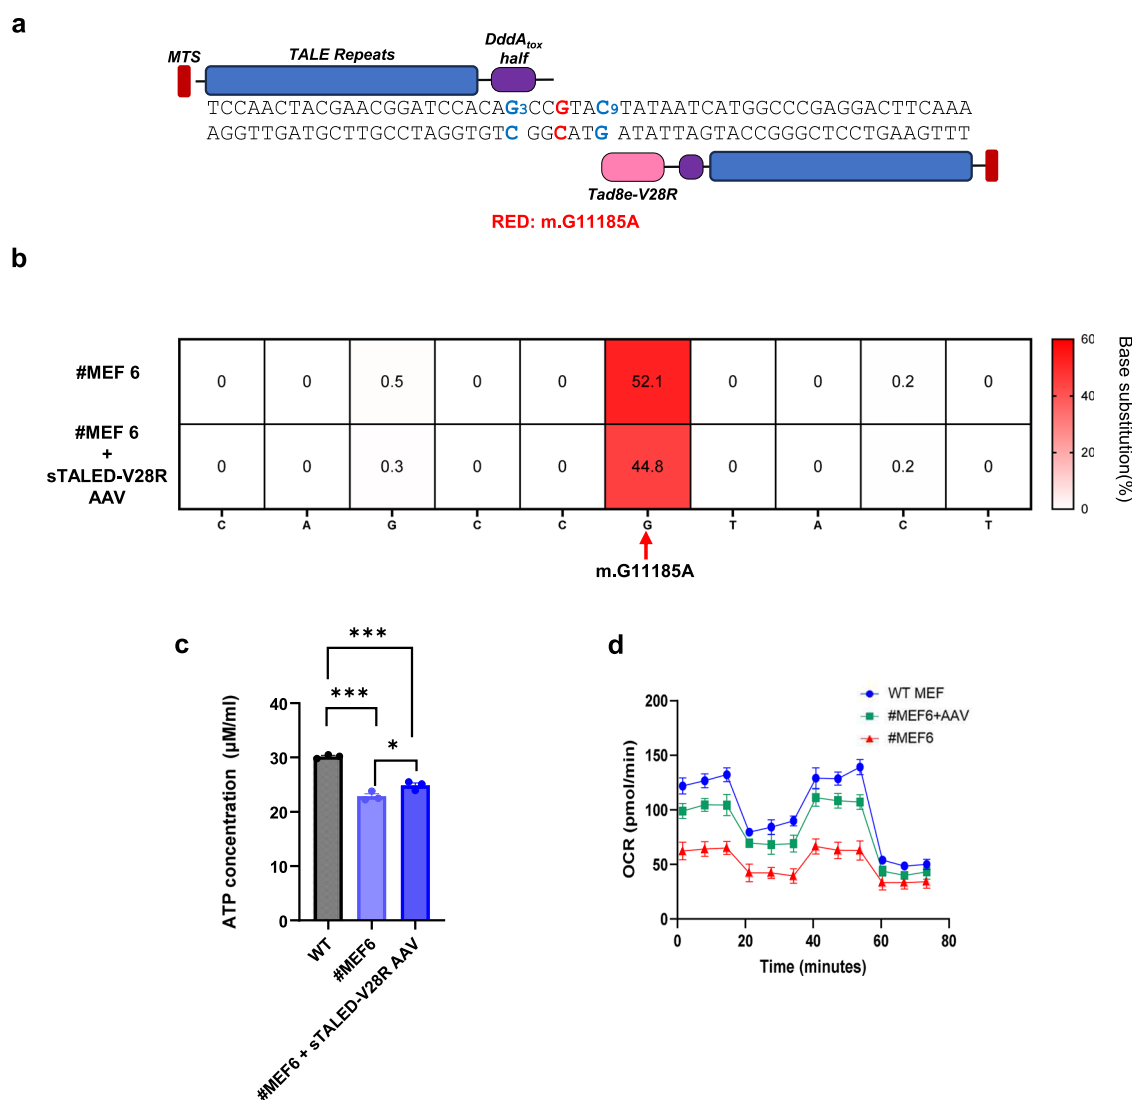 a
MTS
TALE Repeats
DddAtox
half
TCCAACTACGAACGGATCCACAG3CCGTAC9TATAATCATGGCCCGAGGACTTCAAA
AGGTTGATGCTTGCCTAGGTGTC GGCATG ATATTAGTACCGGGCTCCTGAAGTTT
Tad8e-V28R
RED: m.G11185A
b
#MEF 6
0 0 0.5 0 0 52.1 0 0 0.2 0
#MEF 6
+
sTALED-V28R
AAV
0 0 0.3 0 0 44.8 0 0 0.2 0
C A G C C G T A C T
m.G11185A
60
40
20
0
Base substitution(%)
c
***
***
*
ATP concentration (µM/ml)
40
30
20
10
0
WT
#MEF6
#MEF6 + sTALED-V28R AAV
d
WT MEF
#MEF6+AAV
#MEF6
OCR (pmol/min)
200
150
100
50
0
0 20 40 60 80
Time (minutes)